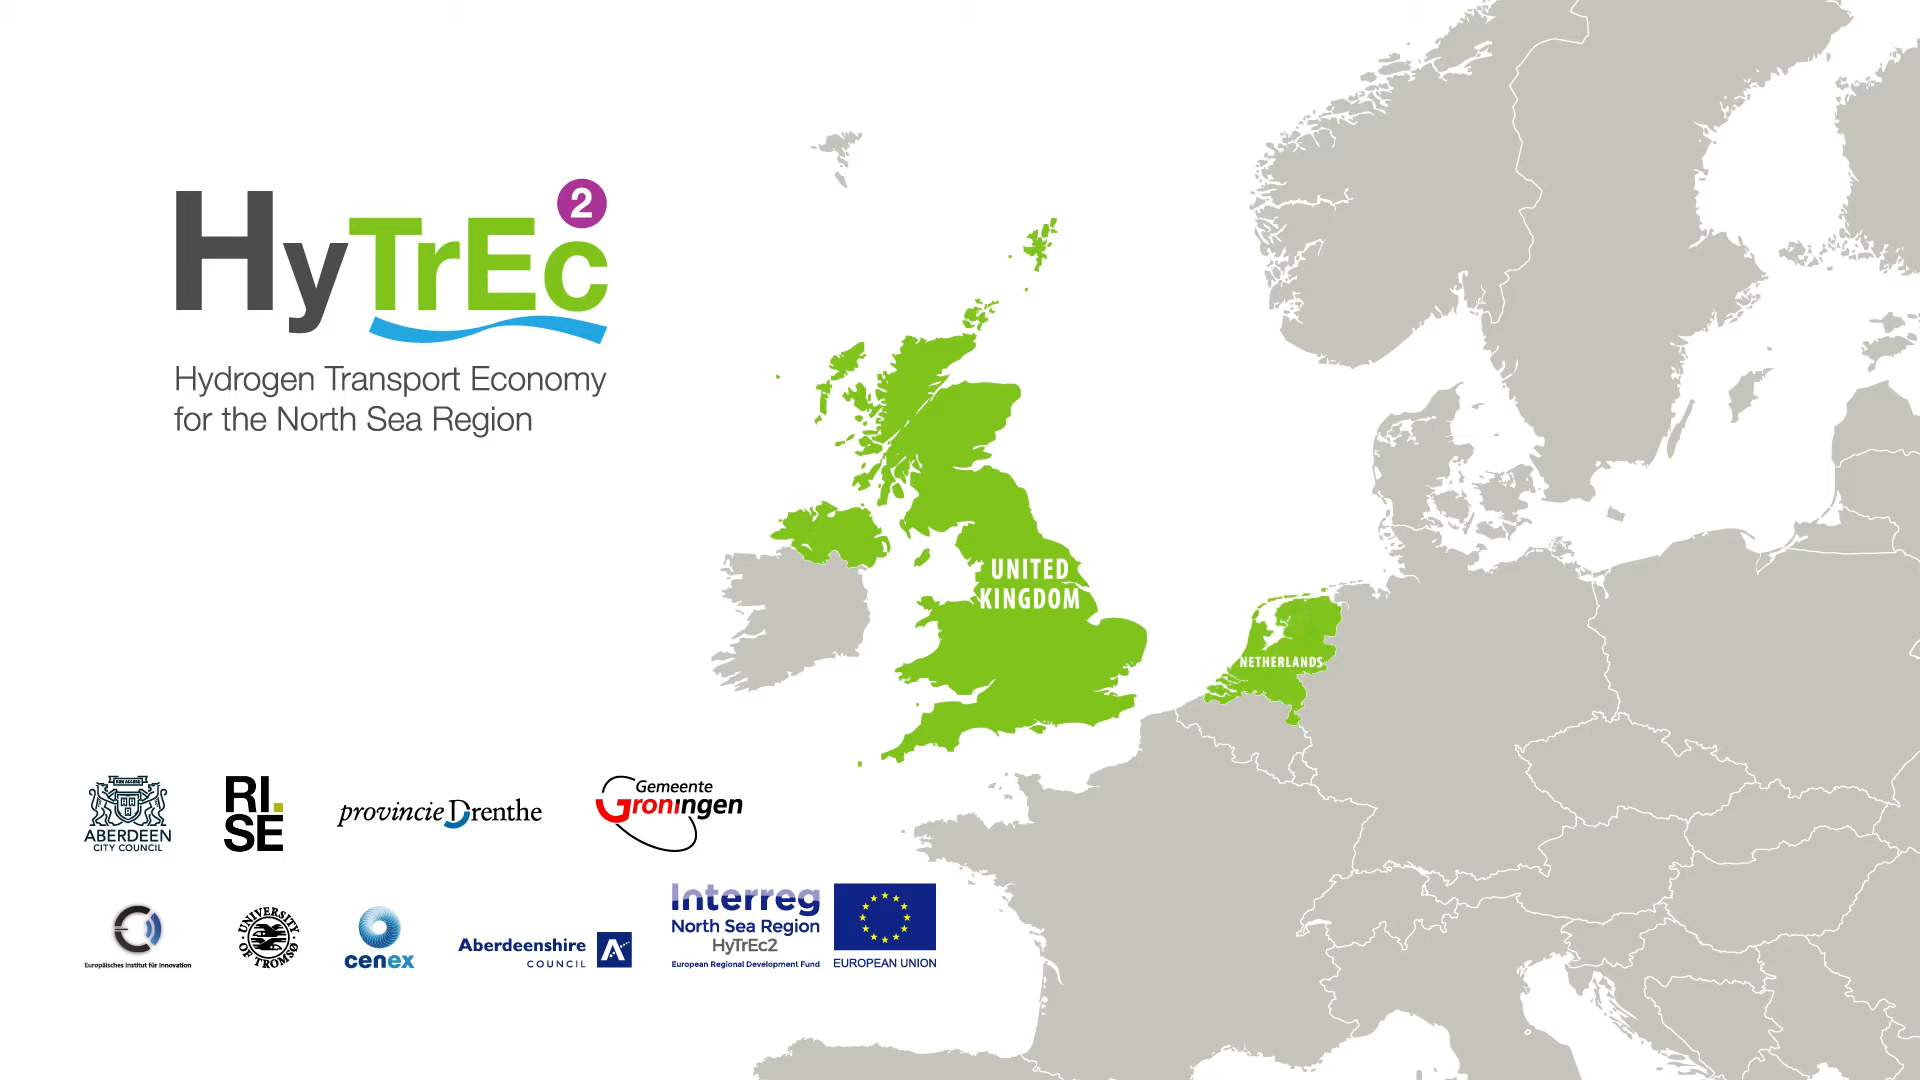 HyTrEc 2
Hydrogen Transport Economy
for the North Sea Region
UNITED
KINGDOM
NETHERLANDS
BON ACCORD
ABERDEEN
CITY COUNCIL
RI.
SE
provincie Drenthe
Gemeente
Groningen
Europäisches Institut für Innovation
UNIVERSITY
OF TROMSØ
cenex
Aberdeenshire
COUNCIL
Interreg
North Sea Region
HyTrEc2
European Regional Development Fund
EUROPEAN UNION